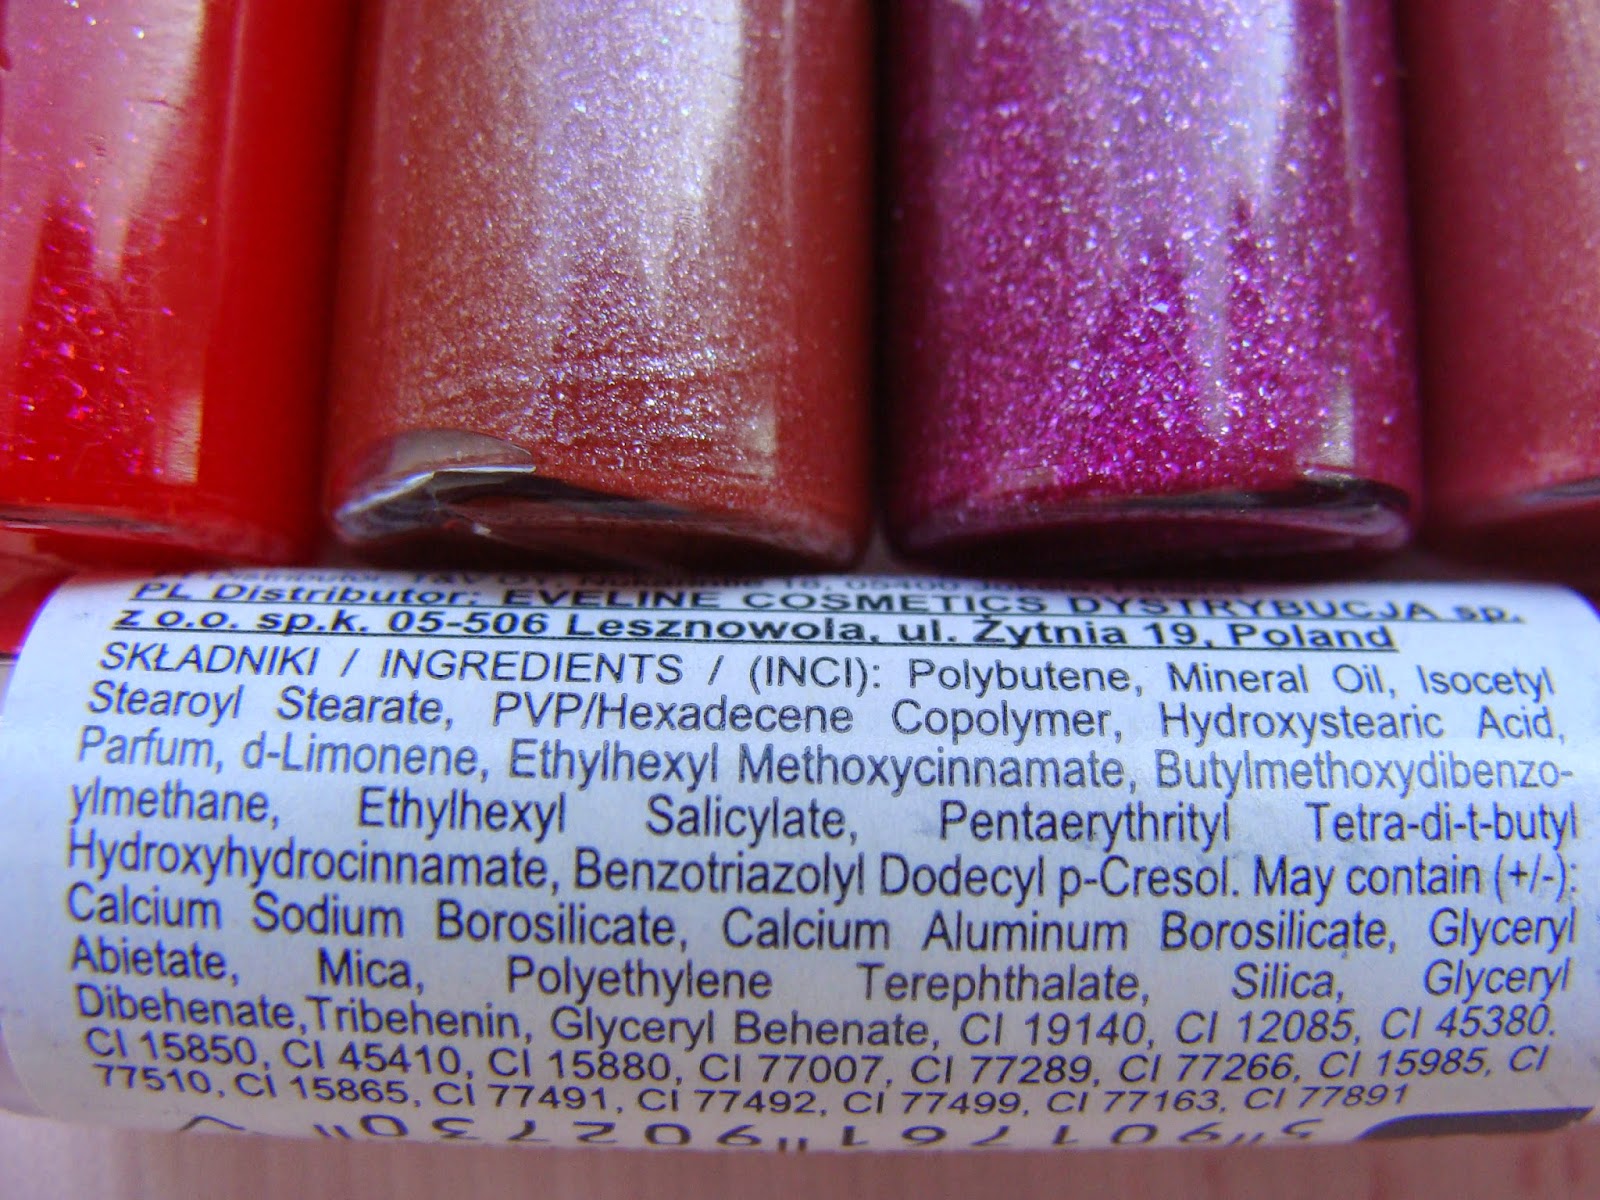 PL Distributor: EVELINE COSMETICS DYSTRYBUCJA sp.
z o.o. sp.k. 05-506 Lesznowola, ul. Żytnia 19, Poland
SKŁADNIKI / INGREDIENTS / (INCI): Polybutene, Mineral Oil, Isocetyl
Stearoyl Stearate, PVP/Hexadecene Copolymer, Hydroxystearic Acid,
Parfum, d-Limonene, Ethylhexyl Methoxycinnamate, Butylmethoxydibenzo-
ylmethane, Ethylhexyl Salicylate, Pentaerythrityl Tetra-di-t-butyl
Hydroxyhydrocinnamate, Benzotriazolyl Dodecyl p-Cresol. May contain (+/-):
Calcium Sodium Borosilicate, Calcium Aluminum Borosilicate, Glyceryl
Abietate, Mica, Polyethylene Terephthalate, Silica, Glyceryl
Dibehenate,Tribehenin, Glyceryl Behenate, CI 19140, CI 12085, CI 45380.
CI 15850, CI 45410, CI 15880, CI 77007, CI 77289, CI 77266, CI 15985, CI
77510, CI 15865, CI 77491, CI 77492, CI 77499, CI 77163, CI 77891